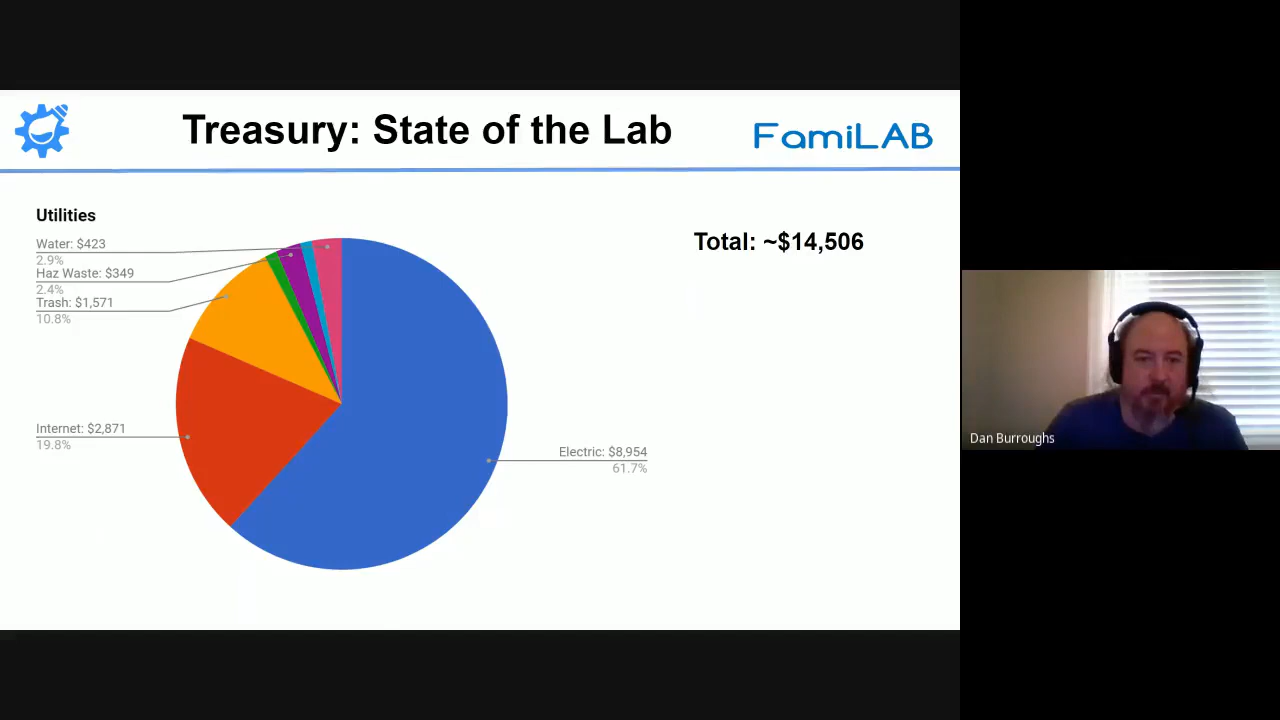 Treasury: State of the Lab
FamiLAB
Utilities
Total: ~$14,506
Water: $423
2.9%
Haz Waste: $349
2.4%
Trash: $1,571
10.8%
Internet: $2,871
19.8%
Electric: $8,954
61.7%
Dan Burroughs